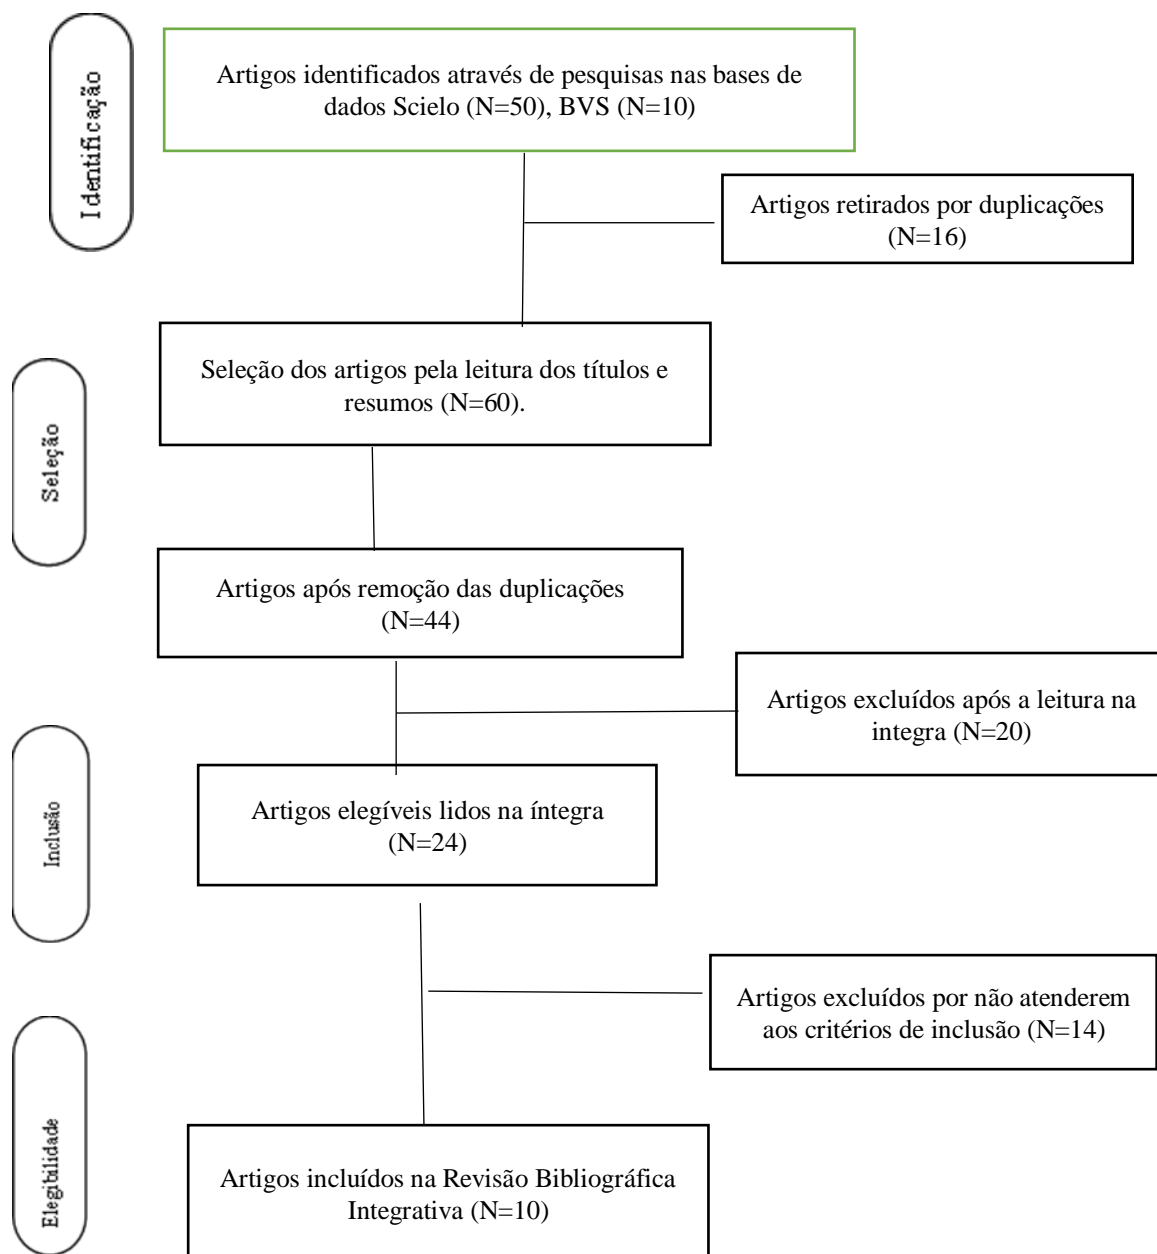 Identificação
Artigos identificados através de pesquisas nas bases de
dados Scielo (N=50), BVS (N=10)
Artigos retirados por duplicações
(N=16)
Seleção
Seleção dos artigos pela leitura dos títulos e
resumos (N=60).
Artigos após remoção das duplicações
(N=44)
Artigos excluídos após a leitura na
integra (N=20)
Inclusão
Artigos elegíveis lidos na íntegra
(N=24)
Artigos excluídos por não atenderem
aos critérios de inclusão (N=14)
Elegibilidade
Artigos incluídos na Revisão Bibliográfica
Integrativa (N=10)